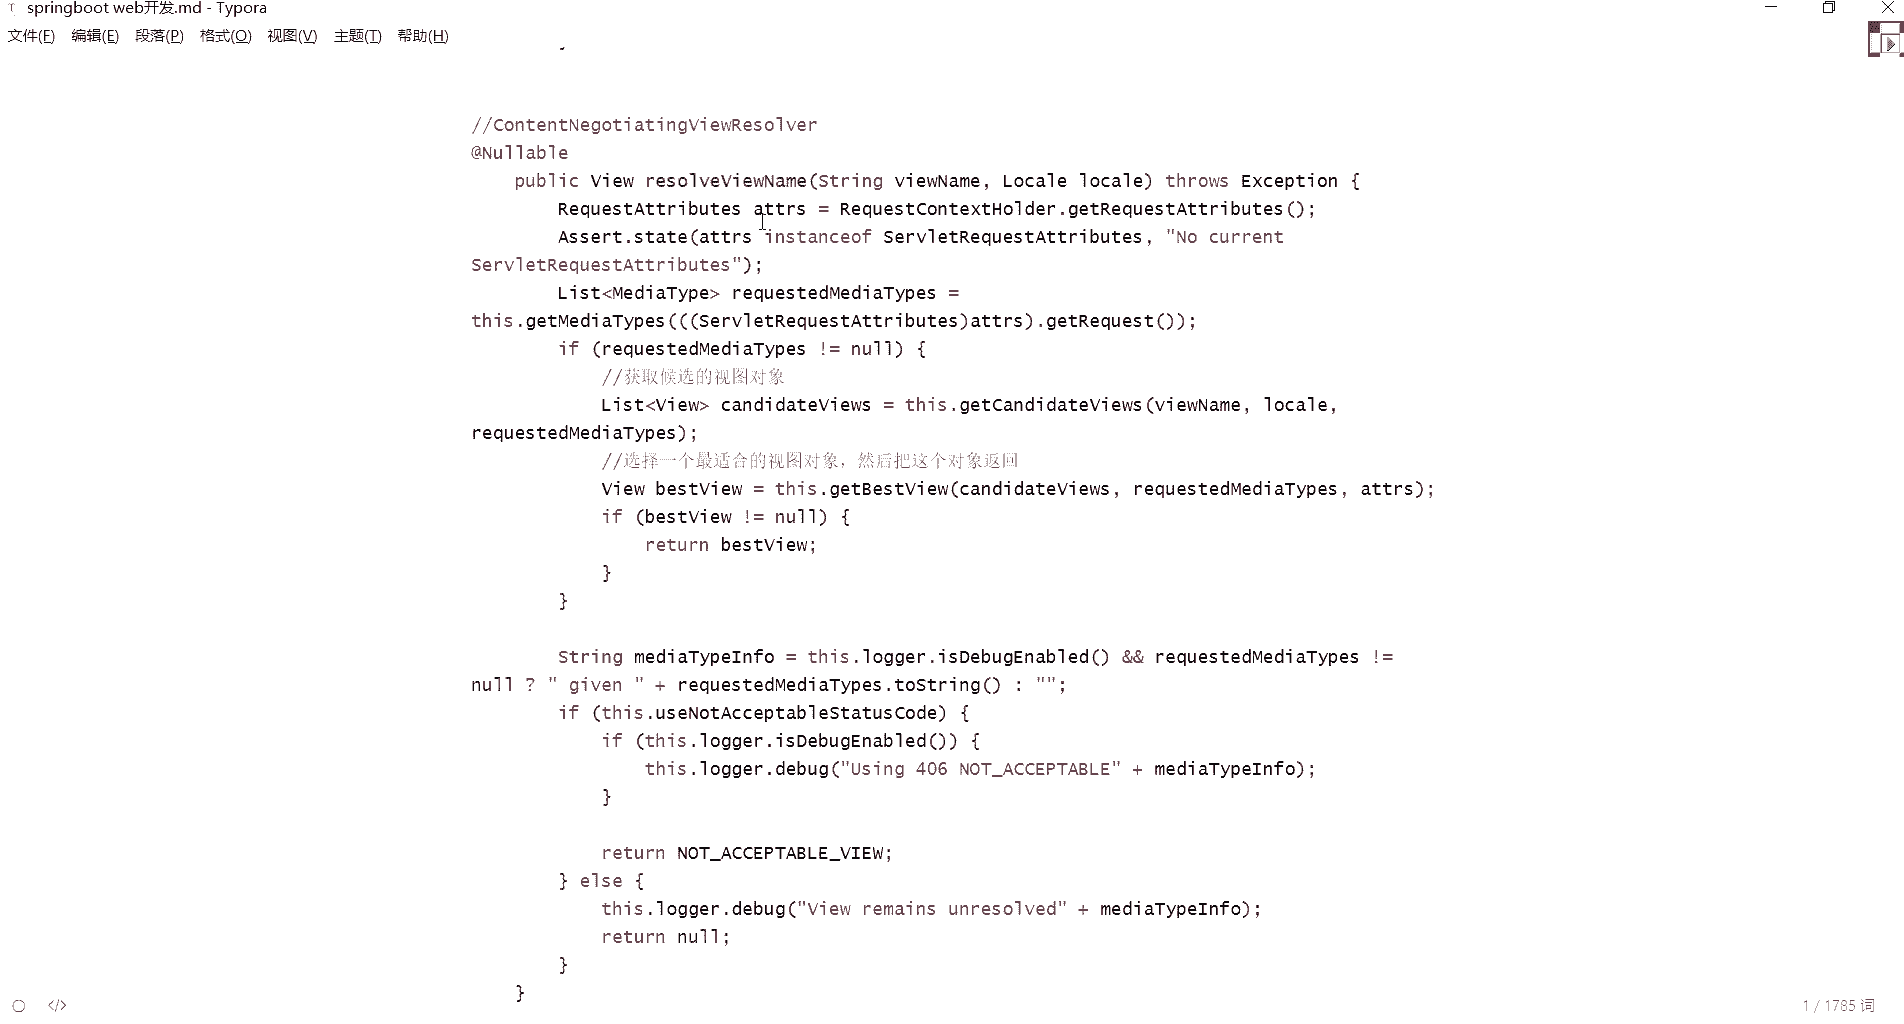 springboot web开发.md - Typora
文件(F) 编辑(E) 段落(P) 格式(O) 视图(V) 主题(T) 帮助(H)
//ContentNegotiatingViewResolver
@Nullable
    public View resolveViewName(String viewName, Locale locale) throws Exception {
        RequestAttributes attrs = RequestContextHolder.getRequestAttributes();
        Assert.state(attrs instanceof ServletRequestAttributes, "No current
ServletRequestAttributes");
        List<MediaType> requestedMediaTypes =
this.getMediaTypes(((ServletRequestAttributes)attrs).getRequest());
        if (requestedMediaTypes != null) {
            //获取候选的视图对象
            List<View> candidateViews = this.getCandidateViews(viewName, locale,
requestedMediaTypes);
            //选择一个最适合的视图对象，然后把这个对象返回
            View bestView = this.getBestView(candidateViews, requestedMediaTypes, attrs);
            if (bestView != null) {
                return bestView;
            }
        }
        String mediaTypeInfo = this.logger.isDebugEnabled() && requestedMediaTypes !=
null ? " given " + requestedMediaTypes.toString() : "";
        if (this.useNotAcceptableStatusCode) {
            if (this.logger.isDebugEnabled()) {
                this.logger.debug("Using 406 NOT_ACCEPTABLE" + mediaTypeInfo);
            }
            return NOT_ACCEPTABLE_VIEW;
        } else {
            this.logger.debug("View remains unresolved" + mediaTypeInfo);
            return null;
        }
    }
</> 1 / 1785 词